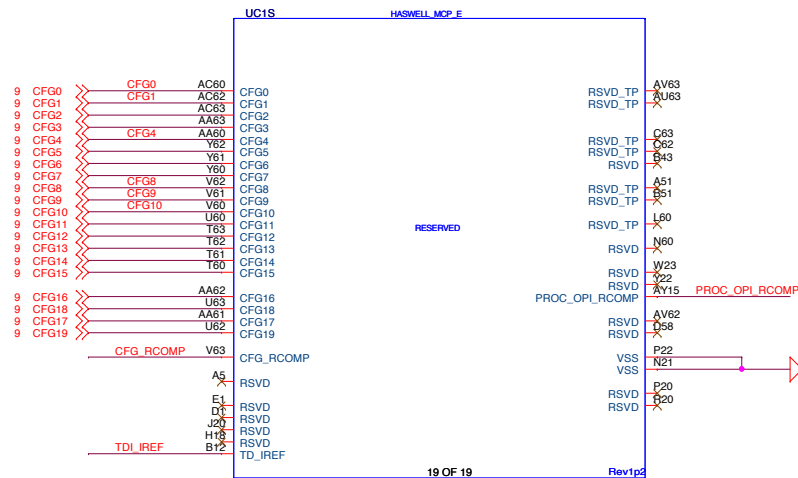 UC1S HASWELL_MCP_E
9 CFG0 CFG0 AC60 CFG0 RSVD_TP AV63
9 CFG1 CFG1 AC62 CFG1 RSVD_TP AU63
9 CFG2 AC63 CFG2
9 CFG3 AA63 CFG3
9 CFG4 CFG4 AA60 CFG4 RSVD_TP C63
9 CFG5 Y62 CFG5 RSVD_TP C62
9 CFG6 Y61 CFG6 RSVD B43
9 CFG7 Y60 CFG7
9 CFG8 CFG8 V62 CFG8 RSVD_TP A51
9 CFG9 CFG9 V61 CFG9 RSVD_TP B51
9 CFG10 CFG10 V60 CFG10
9 CFG11 U60 CFG11 RESERVED RSVD_TP L60
9 CFG12 T63 CFG12
9 CFG13 T62 CFG13 RSVD N60
9 CFG14 T61 CFG14
9 CFG15 T60 CFG15 RSVD W23
RSVD Y22
9 CFG16 AA62 CFG16 PROC_OPI_RCOMP AY15 PROC_OPI_RCOMP
9 CFG18 U63 CFG18
9 CFG17 AA61 CFG17 RSVD AV62
9 CFG19 U62 CFG19 RSVD D58
CFG_RCOMP V63 CFG_RCOMP VSS P22
VSS N21
A5 RSVD
RSVD P20
E1 RSVD RSVD R20
D1 RSVD
J20 RSVD
H18 RSVD
TDI_IREF B12 TD_IREF
19 OF 19 Rev1p2